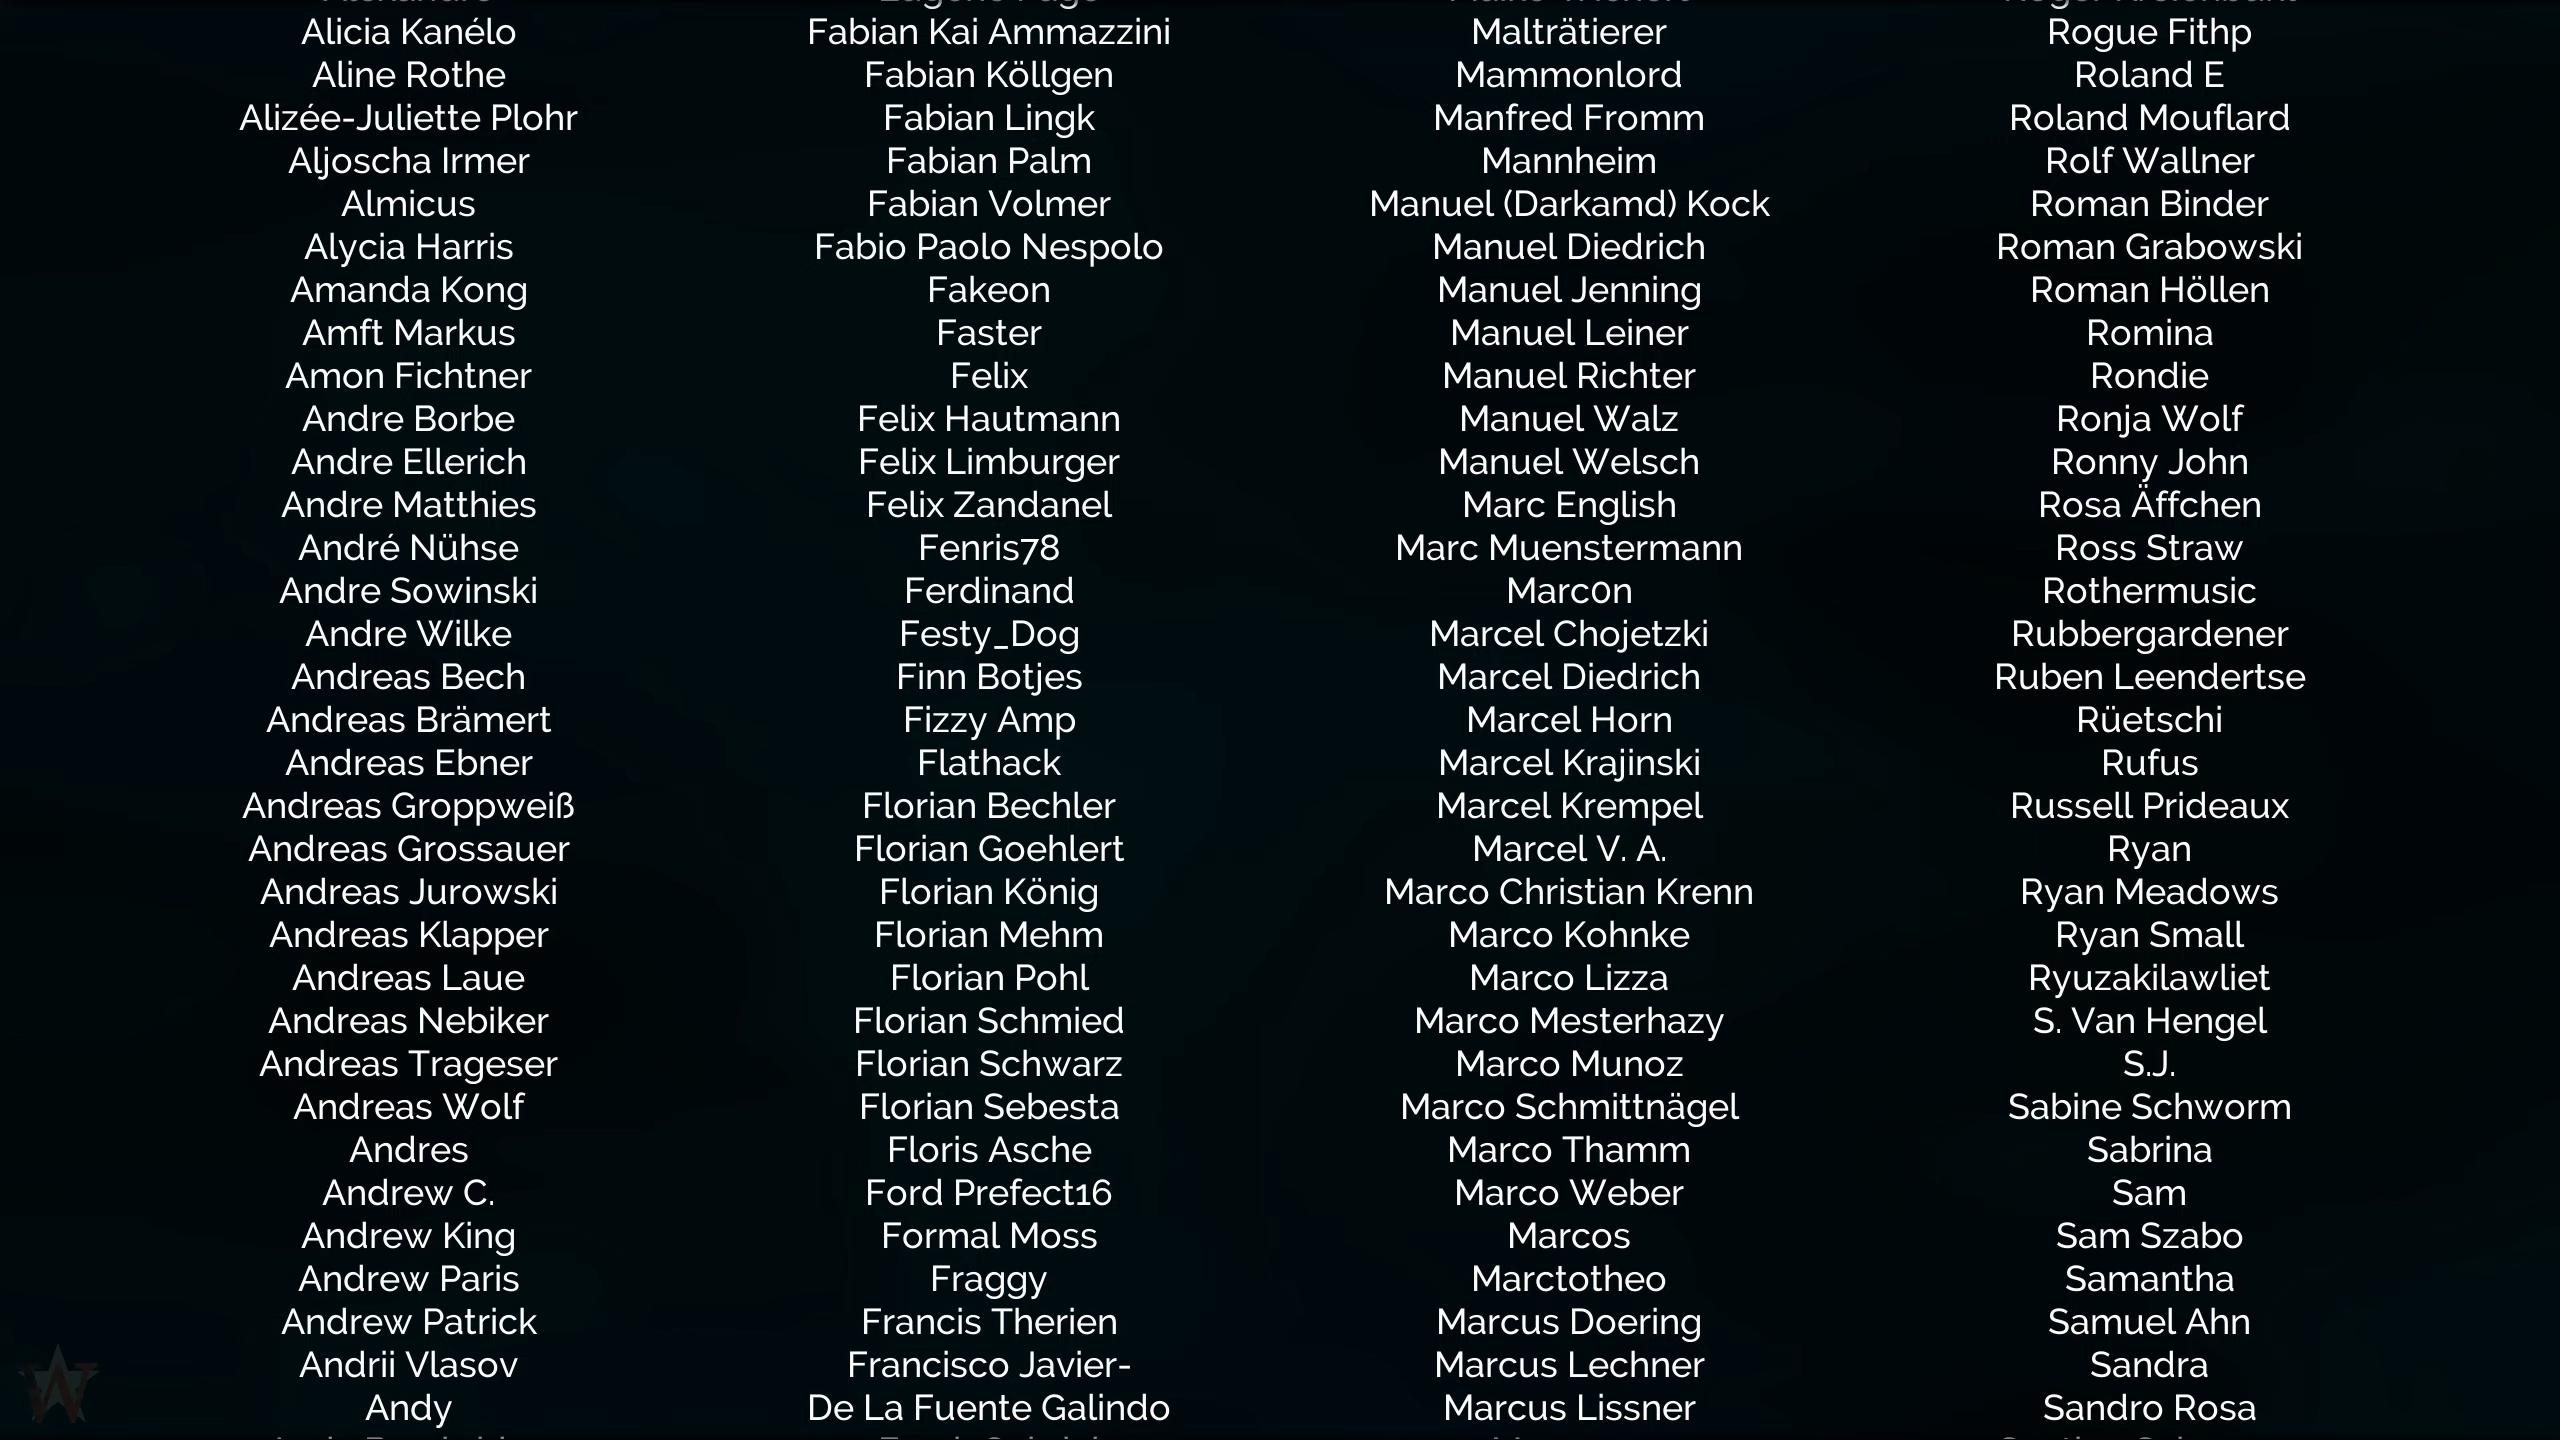 Alicia Kanélo
Aline Rothe
Alizée-Juliette Plohr
Aljoscha Irmer
Almicus
Alycia Harris
Amanda Kong
Amft Markus
Amon Fichtner
Andre Borbe
Andre Ellerich
Andre Matthies
André Nühse
Andre Sowinski
Andre Wilke
Andreas Bech
Andreas Brämert
Andreas Ebner
Andreas Groppweiß
Andreas Grossauer
Andreas Jurowski
Andreas Klapper
Andreas Laue
Andreas Nebiker
Andreas Trageser
Andreas Wolf
Andres
Andrew C.
Andrew King
Andrew Paris
Andrew Patrick
Andrii Vlasov
Andy
Fabian Kai Ammazzini
Fabian Köllgen
Fabian Lingk
Fabian Palm
Fabian Volmer
Fabio Paolo Nespolo
Fakeon
Faster
Felix
Felix Hautmann
Felix Limburger
Felix Zandanel
Fenris78
Ferdinand
Festy_Dog
Finn Botjes
Fizzy Amp
Flathack
Florian Bechler
Florian Goehlert
Florian König
Florian Mehm
Florian Pohl
Florian Schmied
Florian Schwarz
Florian Sebesta
Floris Asche
Ford Prefect16
Formal Moss
Fraggy
Francis Therien
Francisco Javier-
De La Fuente Galindo
Malträtierer
Mammonlord
Manfred Fromm
Mannheim
Manuel (Darkamd) Kock
Manuel Diedrich
Manuel Jenning
Manuel Leiner
Manuel Richter
Manuel Walz
Manuel Welsch
Marc English
Marc Muenstermann
Marc0n
Marcel Chojetzki
Marcel Diedrich
Marcel Horn
Marcel Krajinski
Marcel Krempel
Marcel V. A.
Marco Christian Krenn
Marco Kohnke
Marco Lizza
Marco Mesterhazy
Marco Munoz
Marco Schmittnägel
Marco Thamm
Marco Weber
Marcos
Marctotheo
Marcus Doering
Marcus Lechner
Marcus Lissner
Rogue Fithp
Roland E
Roland Mouflard
Rolf Wallner
Roman Binder
Roman Grabowski
Roman Höllen
Romina
Rondie
Ronja Wolf
Ronny John
Rosa Äffchen
Ross Straw
Rothermusic
Rubbergardener
Ruben Leendertse
Rüetschi
Rufus
Russell Prideaux
Ryan
Ryan Meadows
Ryan Small
Ryuzakilawliet
S. Van Hengel
S.J.
Sabine Schworm
Sabrina
Sam
Sam Szabo
Samantha
Samuel Ahn
Sandra
Sandro Rosa